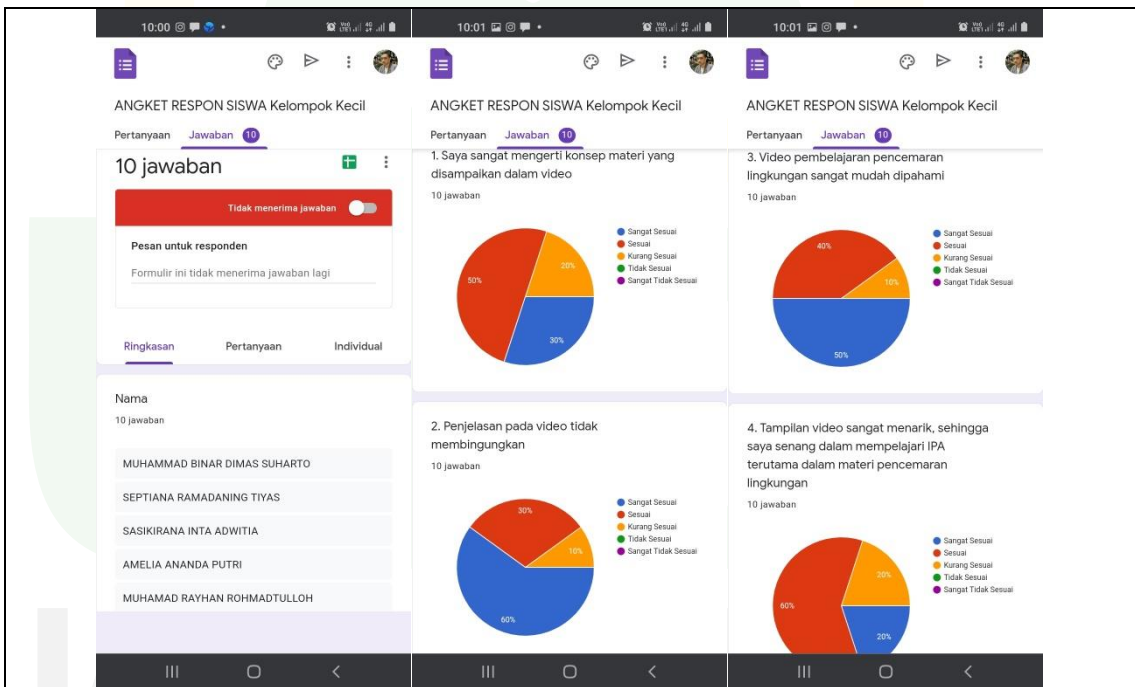 10:00
ANGKET RESPON SISWA Kelompok Kecil
Pertanyaan Jawaban 10
10 jawaban
Tidak menerima jawaban
Pesan untuk responden
Formulir ini tidak menerima jawaban lagi
Ringkasan Pertanyaan Individual
Nama
10 jawaban
MUHAMMAD BINAR DIMAS SUHARTO
SEPTIANA RAMADANING TIYAS
SASIKIRANA INTA ADWITIA
AMELIA ANANDA PUTRI
MUHAMAD RAYHAN ROHMADTULLOH
10:01
ANGKET RESPON SISWA Kelompok Kecil
Pertanyaan Jawaban 10
1. Saya sangat mengerti konsep materi yang
disampaikan dalam video
10 jawaban
Sangat Sesuai
Sesuai
Kurang Sesuai
Tidak Sesuai
Sangat Tidak Sesuai
20%
50%
30%
2. Penjelasan pada video tidak
membingungkan
10 jawaban
Sangat Sesuai
Sesuai
Kurang Sesuai
Tidak Sesuai
Sangat Tidak Sesuai
30%
10%
60%
10:01
ANGKET RESPON SISWA Kelompok Kecil
Pertanyaan Jawaban 10
3. Video pembelajaran pencemaran
lingkungan sangat mudah dipahami
10 jawaban
Sangat Sesuai
Sesuai
Kurang Sesuai
Tidak Sesuai
Sangat Tidak Sesuai
40%
10%
50%
4. Tampilan video sangat menarik, sehingga
saya senang dalam mempelajari IPA
terutama dalam materi pencemaran
lingkungan
10 jawaban
Sangat Sesuai
Sesuai
Kurang Sesuai
Tidak Sesuai
Sangat Tidak Sesuai
20%
60%
20%